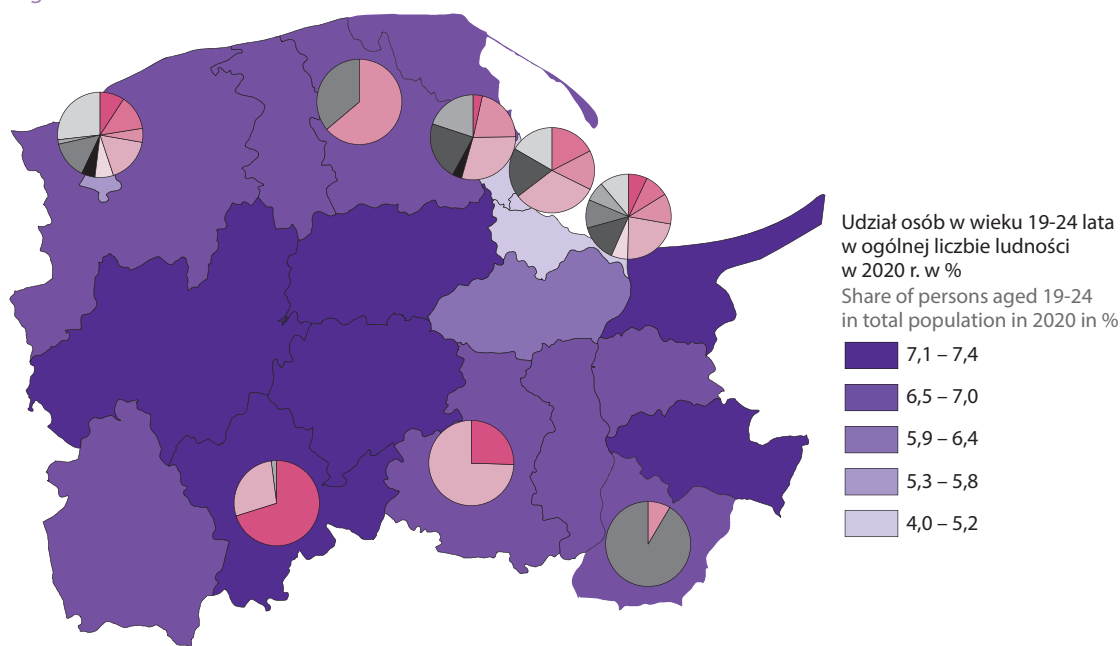 Udział osób w wieku 19-24 lata
w ogólnej liczbie ludności
w 2020 r. w %
Share of persons aged 19-24
in total population in 2020 in %
7,1 – 7,4
6,5 – 7,0
5,9 – 6,4
5,3 – 5,8
4,0 – 5,2